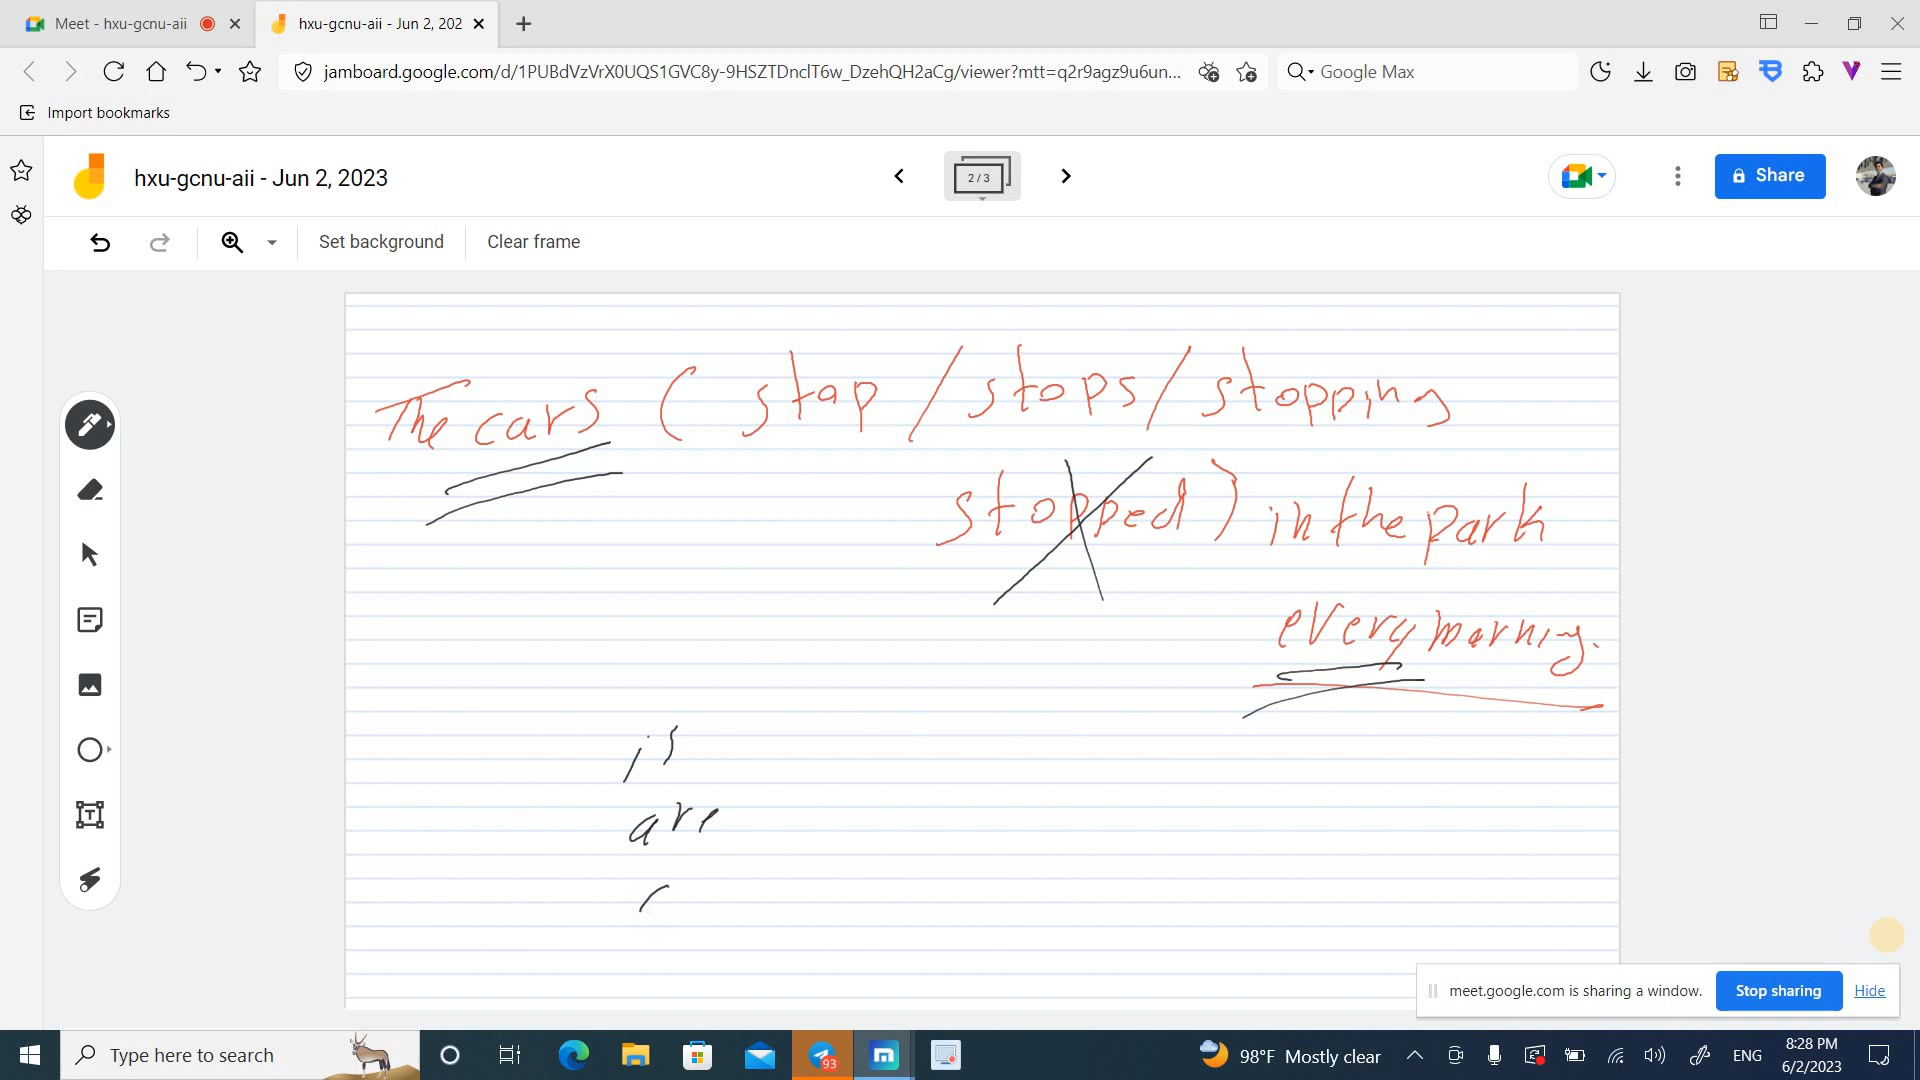 Meet - hxu-gcnu-aii
hxu-gcnu-aii - Jun 2, 202
jamboard.google.com/d/1PUBdVzVrX0UQS1GVC8y-9HSZTDnclT6w_DzehQH2aCg/viewer?mtt=q2r9agz9u6un...
Google Max
Import bookmarks
hxu-gcnu-aii - Jun 2, 2023
2 / 3
Share
Set background
Clear frame
The cars ( stop / stops / stopping
stopped ) in the park
every morning.
is
are
meet.google.com is sharing a window.
Stop sharing
Hide
Type here to search
93
98°F Mostly clear
ENG
8:28 PM
6/2/2023